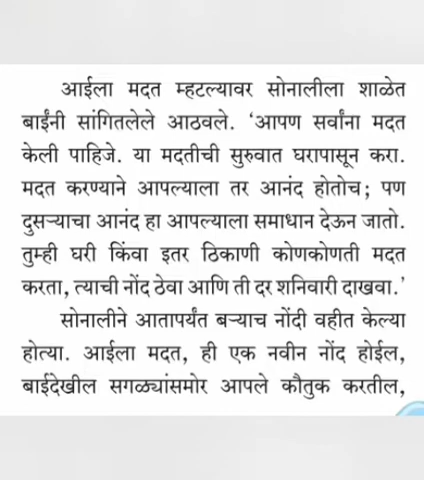 आईला मदत म्हटल्यावर सोनालीला शाळेत
बाईंनी सांगितलेले आठवले. 'आपण सर्वांना मदत
केली पाहिजे. या मदतीची सुरुवात घरापासून करा.
मदत करण्याने आपल्याला तर आनंद होतोच; पण
दुसऱ्याचा आनंद हा आपल्याला समाधान देऊन जातो.
तुम्ही घरी किंवा इतर ठिकाणी कोणकोणती मदत
करता, त्याची नोंद ठेवा आणि ती दर शनिवारी दाखवा.'
सोनालीने आतापर्यंत बऱ्याच नोंदी वहीत केल्या
होत्या. आईला मदत, ही एक नवीन नोंद होईल,
बाईदेखील सगळ्यांसमोर आपले कौतुक करतील,